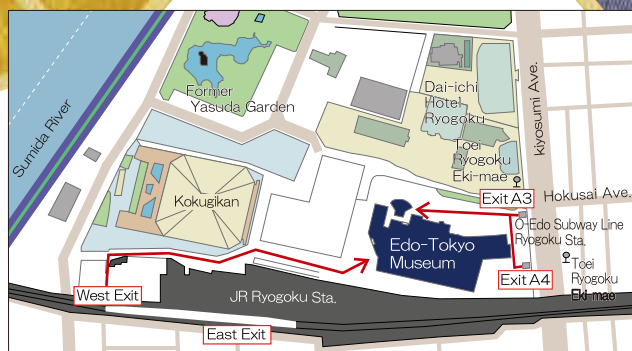 Former
Yasuda Garden
Sumida River
Dai-ichi
Hotel
Ryogoku
Toei
Ryogoku
Eki-mae
kiyosumi Ave.
Kokugikan
Exit A3
Hokusai Ave.
O-Edo Subway Line
Ryogoku Sta.
Edo-Tokyo
Museum
Exit A4
Toei
Ryogoku
Eki-mae
West Exit
JR Ryogoku Sta.
East Exit